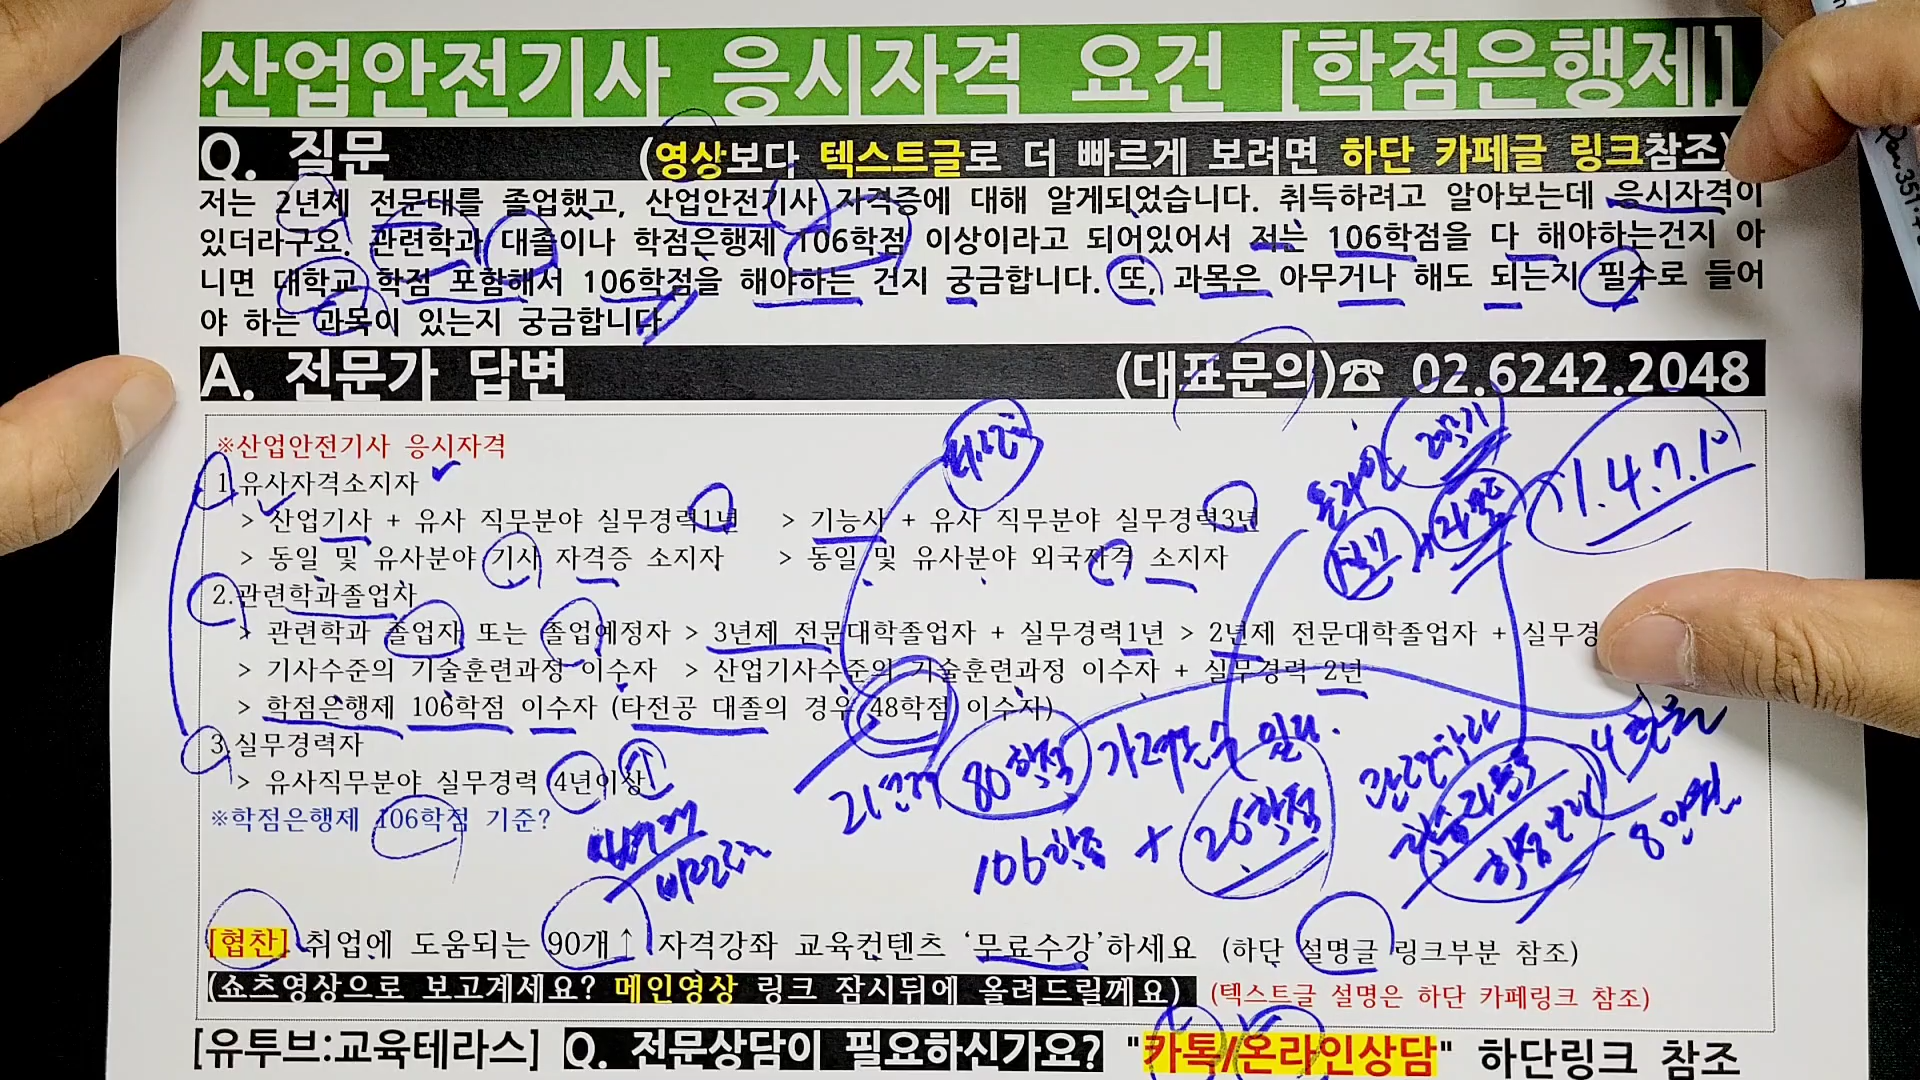 산업안전기사 응시자격 요건 [학점은행제]
Q. 질문 (영상보다 텍스트글로 더 빠르게 보려면 하단 카페글 링크참조)
저는 2년제 전문대를 졸업했고, 산업안전기사 자격증에 대해 알게되었습니다. 취득하려고 알아보는데 응시자격이
있더라구요. 관련학과 대졸이나 학점은행제 106학점 이상이라고 되어있어서 저는 106학점을 다 해야하는건지 아
니면 대학교 학점 포함해서 106학점을 해야하는 건지 궁금합니다. 또, 과목은 아무거나 해도 되는지 필수로 들어
야 하는 과목이 있는지 궁금합니다.
A. 전문가 답변 (대표문의)☎ 02.6242.2048
※산업안전기사 응시자격
1.유사자격소지자
> 산업기사 + 유사 직무분야 실무경력1년 > 기능사 + 유사 직무분야 실무경력3년
> 동일 및 유사분야 기사 자격증 소지자 > 동일 및 유사분야 외국자격 소지자
2.관련학과졸업자
> 관련학과 졸업자 또는 졸업예정자 > 3년제 전문대학졸업자 + 실무경력1년 > 2년제 전문대학졸업자 + 실무경
> 기사수준의 기술훈련과정 이수자 > 산업기사수준의 기술훈련과정 이수자 + 실무경력 2년
> 학점은행제 106학점 이수자 (타전공 대졸의 경우 48학점 이수자)
3.실무경력자
> 유사직무분야 실무경력 4년이상
※학점은행제 106학점 기준?
온라인 2학기
1.4.7.10
80학점
106학점 + 26학점
8만원
[협찬] 취업에 도움되는 90개↑ 자격강좌 교육컨텐츠 '무료수강'하세요 (하단 설명글 링크부분 참조)
(쇼츠영상으로 보고계세요? 메인영상 링크 잠시뒤에 올려드릴께요) (텍스트글 설명은 하단 카페링크 참조)
[유투브:교육테라스] Q. 전문상담이 필요하신가요? "카톡/온라인상담" 하단링크 참조